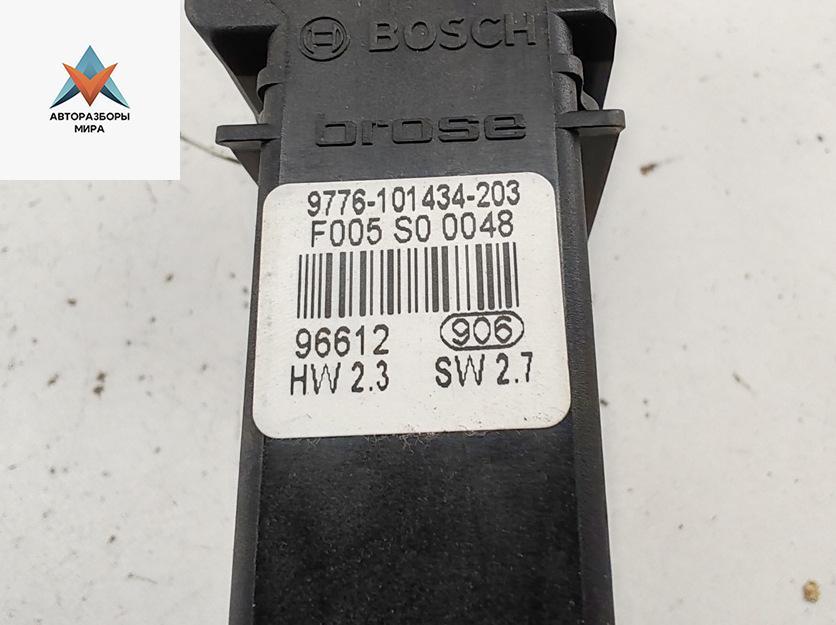 АВТОРАЗБОРЫ
МИРА
BOSCH
brose
9776-101434-203
F005 S0 0048
96612 906
HW 2.3 SW 2.7